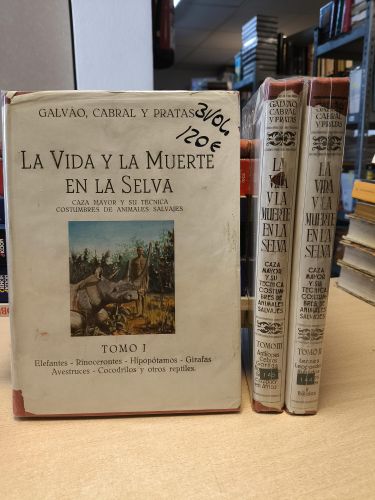 GALVÃO, CABRAL Y PRATAS
31/04
120€
LA VIDA Y LA MUERTE
EN LA SELVA
CAZA MAYOR Y SU TECNICA
COSTUMBRES DE ANIMALES SALVAJES
TOMO I
Elefantes - Rinocerontes - Hipopótamos - Girafas
Avestruces - Cocodrilos y otros reptiles.
GALVÃO
CABRAL
Y PRATAS
LA
Y LA
MUERTE
EN LA
SELVA
CAZA
MAYOR
Y SU
TECNICA
COSTUM-
BRES DE
ANIMALES
SALVAJES
TOMO III
GALVÃO
CABRAL
Y PRATAS
LA
VIDA
Y LA
MUERTE
EN LA
SELVA
CAZA
MAYOR
Y SU
TECNICA
COSTUM-
BRES DE
ANIMALES
SALVAJES
TOMO II